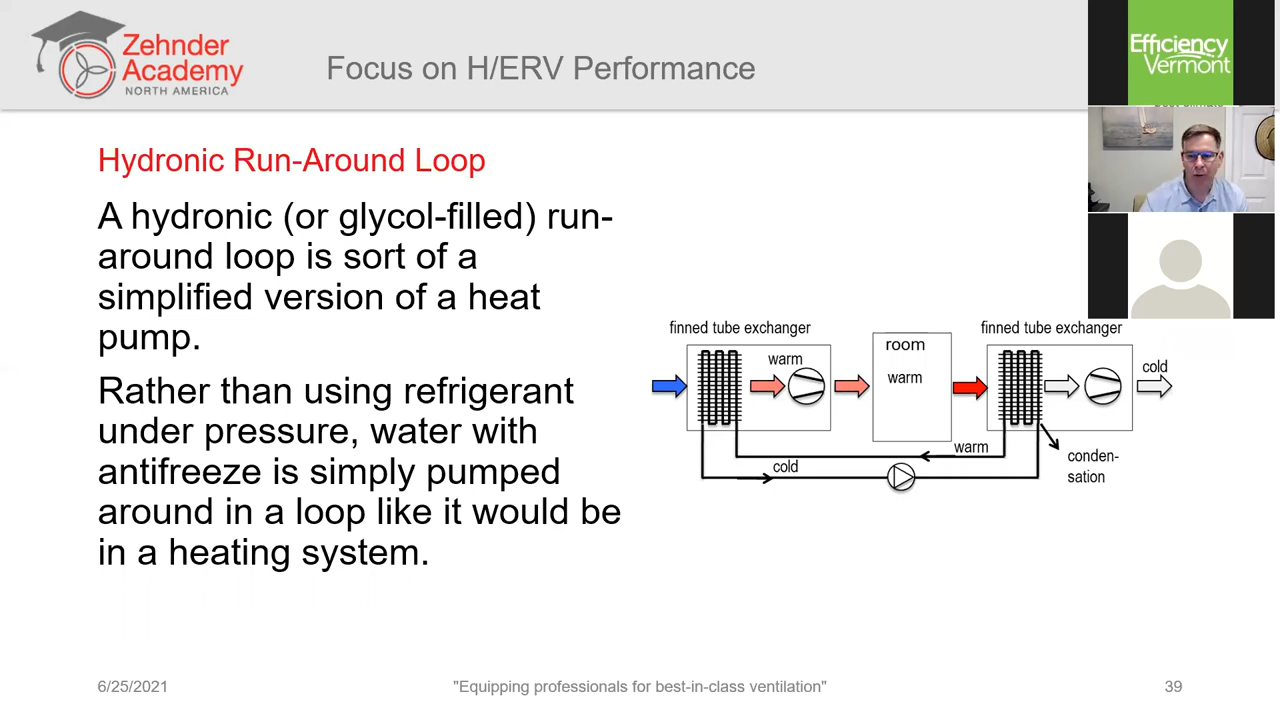 Zehnder
Academy
NORTH AMERICA
Focus on H/ERV Performance
Efficiency
Vermont
Hydronic Run-Around Loop
A hydronic (or glycol-filled) run-
around loop is sort of a
simplified version of a heat
pump.
Rather than using refrigerant
under pressure, water with
antifreeze is simply pumped
around in a loop like it would be
in a heating system.
finned tube exchanger
finned tube exchanger
room
warm
warm
cold
warm
cold
conden-
sation
6/25/2021
"Equipping professionals for best-in-class ventilation"
39